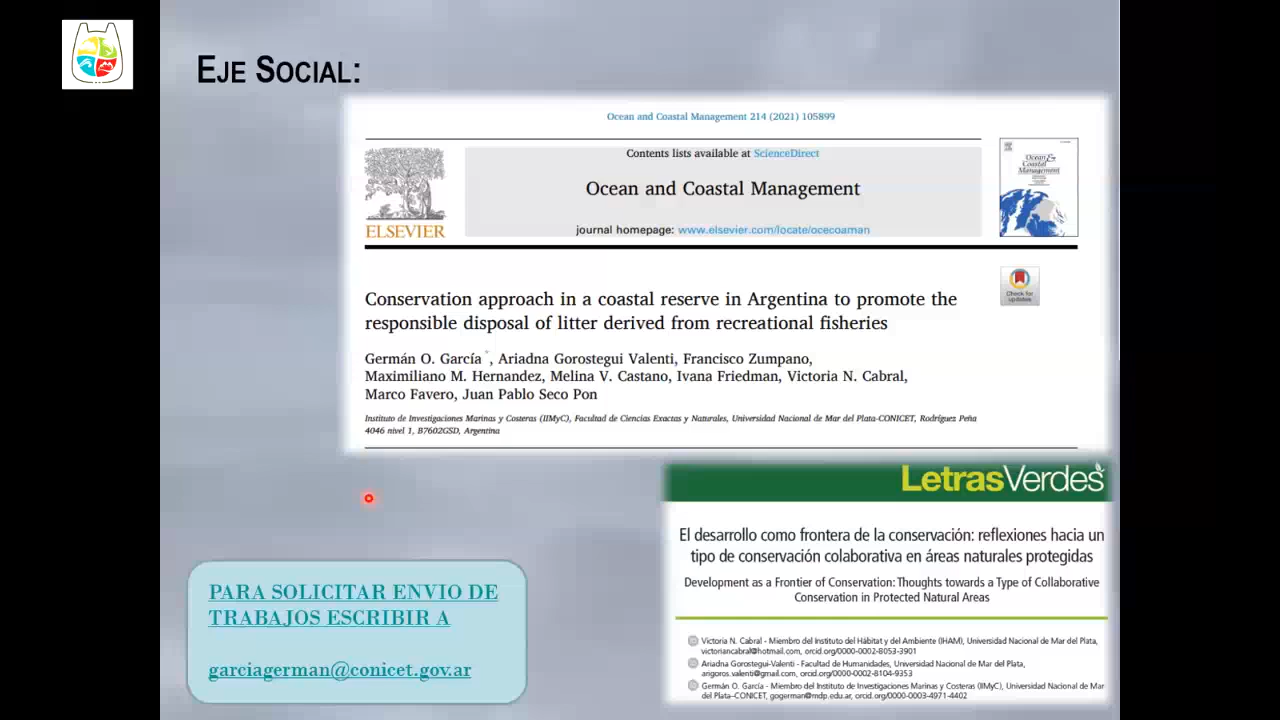 EJE SOCIAL:
Ocean and Coastal Management 214 (2021) 105899
Contents lists available at ScienceDirect
Ocean and Coastal Management
journal homepage: www.elsevier.com/locate/ocecoaman
ELSEVIER
Ocean & Coastal Management
Check for updates
Conservation approach in a coastal reserve in Argentina to promote the
responsible disposal of litter derived from recreational fisheries
Germán O. García *, Ariadna Gorostegui Valenti, Francisco Zumpano,
Maximiliano M. Hernandez, Melina V. Castano, Ivana Friedman, Victoria N. Cabral,
Marco Favero, Juan Pablo Seco Pon
Instituto de Investigaciones Marinas y Costeras (IIMyC), Facultad de Ciencias Exactas y Naturales, Universidad Nacional de Mar del Plata-CONICET, Rodríguez Peña
4046 nivel 1, B7602GSD, Argentina
LetrasVerdes
El desarrollo como frontera de la conservación: reflexiones hacia un
tipo de conservación colaborativa en áreas naturales protegidas
Development as a Frontier of Conservation: Thoughts towards a Type of Collaborative
Conservation in Protected Natural Areas
Victoria N. Cabral - Miembro del Instituto del Hábitat y del Ambiente (IHAM), Universidad Nacional de Mar del Plata,
victoriancabral@hotmail.com, orcid.org/0000-0002-8053-3901
Ariadna Gorostegui-Valenti - Facultad de Humanidades, Universidad Nacional de Mar del Plata,
arigoros.valenti@gmail.com, orcid.org/0000-0002-8104-9353
Germán O. García - Miembro del Instituto de Investigaciones Marinas y Costeras (IIMyC), Universidad Nacional de Mar
del Plata–CONICET, gogerman@mdp.edu.ar, orcid.org/0000-0003-4971-4402
PARA SOLICITAR ENVIO DE
TRABAJOS ESCRIBIR A
garciagerman@conicet.gov.ar